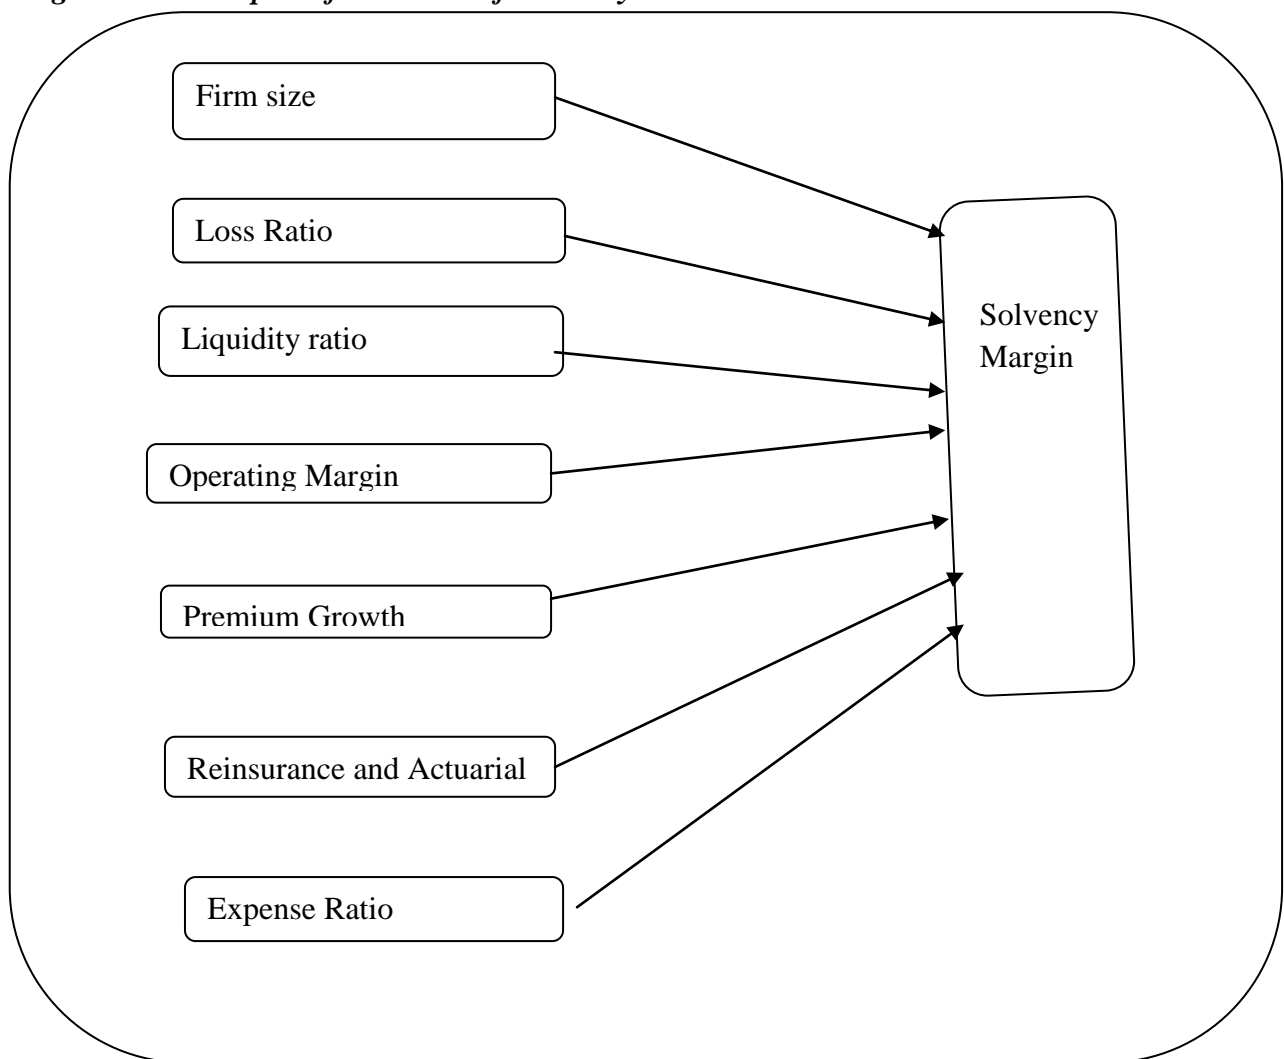 Firm size
Loss Ratio
Liquidity ratio
Operating Margin
Premium Growth
Reinsurance and Actuarial
Expense Ratio
Solvency
Margin